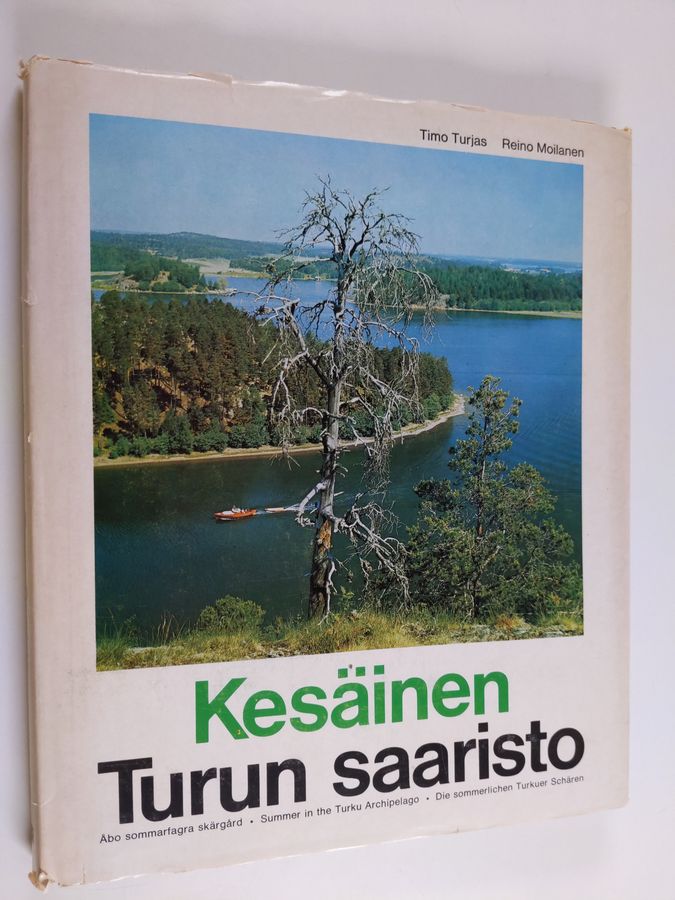 Timo Turjas Reino Moilanen
Kesäinen
Turun saaristo
Åbo sommarfagra skärgård • Summer in the Turku Archipelago • Die sommerlichen Turkuer Schären